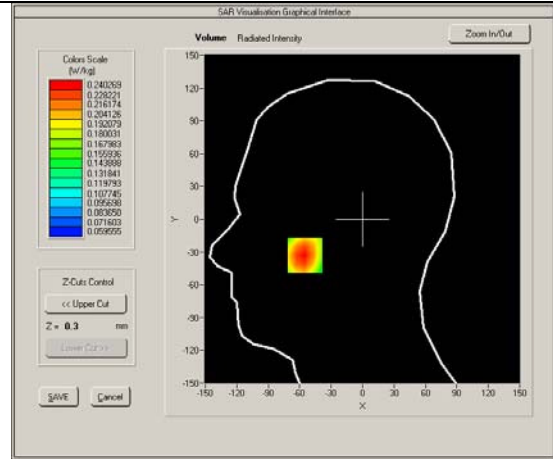 SAR Visualisation Graphical Interface
Volume Radiated Intensity
Zoom In/Out
Colors Scale
(W/kg)
0.240269
0.228221
0.216174
0.204126
0.192079
0.180031
0.167983
0.155936
0.143888
0.131841
0.119793
0.107745
0.095698
0.083650
0.071603
0.059555
Z-Cuts Control
<< Upper Cut
Z = 0.3 mm
SAVE
Cancel
Y
150
120
90
60
30
0
-30
-60
-90
-120
-150
-150 -120 -90 -60 -30 0 30 60 90 120 150
X